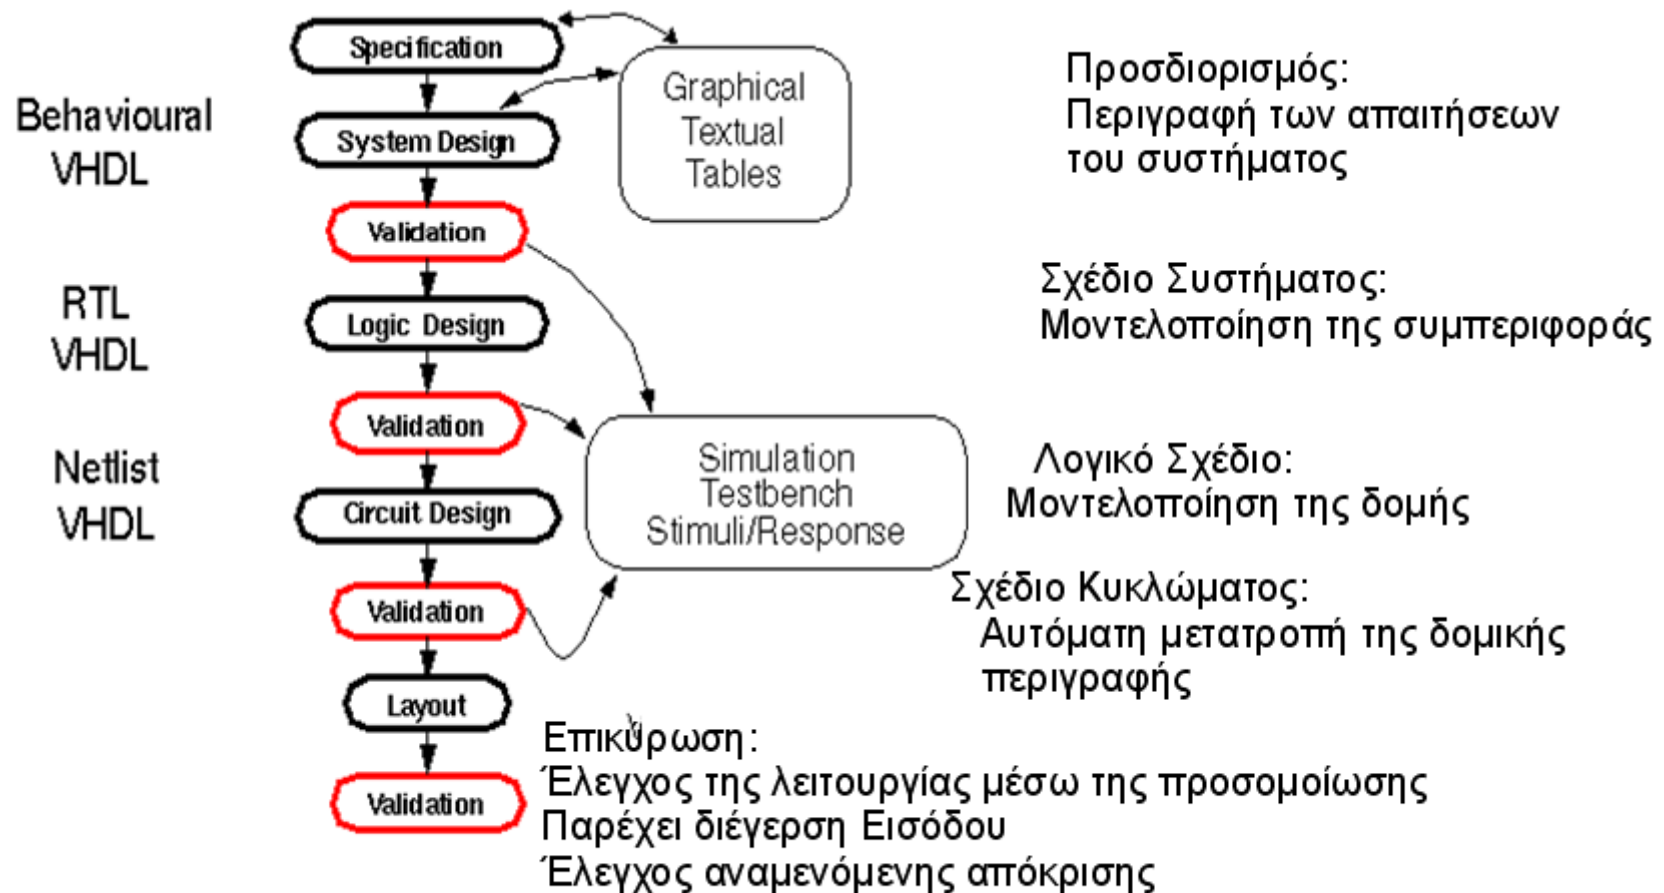 Specification
System Design
Validation
Logic Design
Validation
Circuit Design
Validation
Layout
Validation
Behavioural
VHDL
RTL
VHDL
Netlist
VHDL
Graphical
Textual
Tables
Simulation
Testbench
Stimuli/Response
Προσδιορισμός:
Περιγραφή των απαιτήσεων
του συστήματος
Σχέδιο Συστήματος:
Μοντελοποίηση της συμπεριφοράς
Λογικό Σχέδιο:
Μοντελοποίηση της δομής
Σχέδιο Κυκλώματος:
Αυτόματη μετατροπή της δομικής
περιγραφής
Επικύρωση:
Έλεγχος της λειτουργίας μέσω της προσομοίωσης
Παρέχει διέγερση Εισόδου
Έλεγχος αναμενόμενης απόκρισης